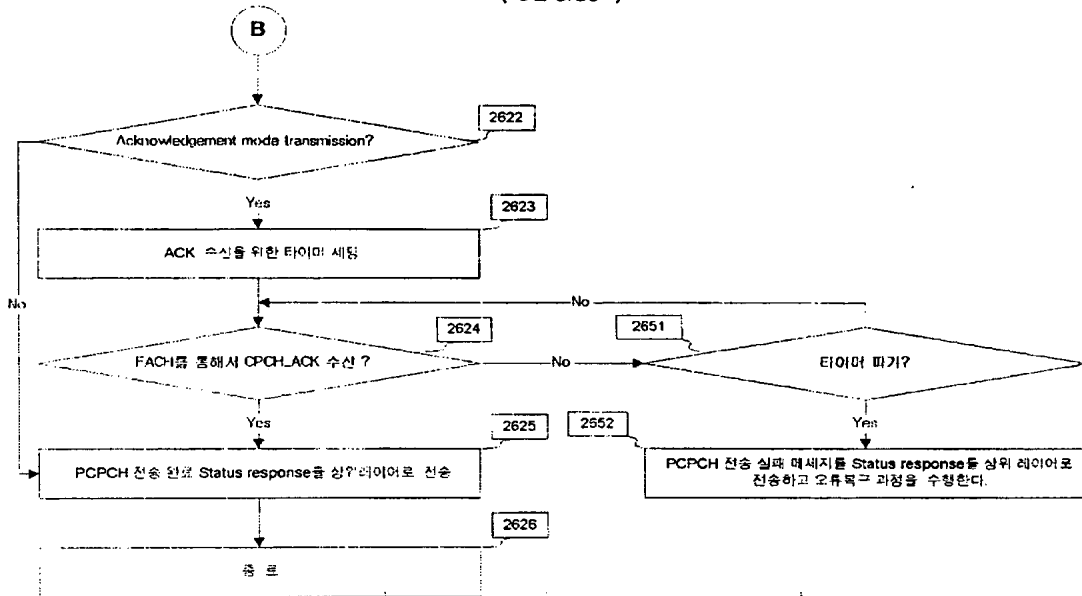 B
2622
Acknowledgement mode transmission?
Yes
2623
ACK 수신을 위한 타이머 세팅
No
No
2624
2651
FACH를 통해서 CPCH_ACK 수신 ?
No
타이머 파기?
Yes
Yes
2625
2652
PCPCH 전송 완료 Status response을 상위레이어로 전송
PCPCH 전송 실패 메세지를 Status response를 상위 레이어로
전송하고 오류복구 과정을 수행한다.
2626
종 료